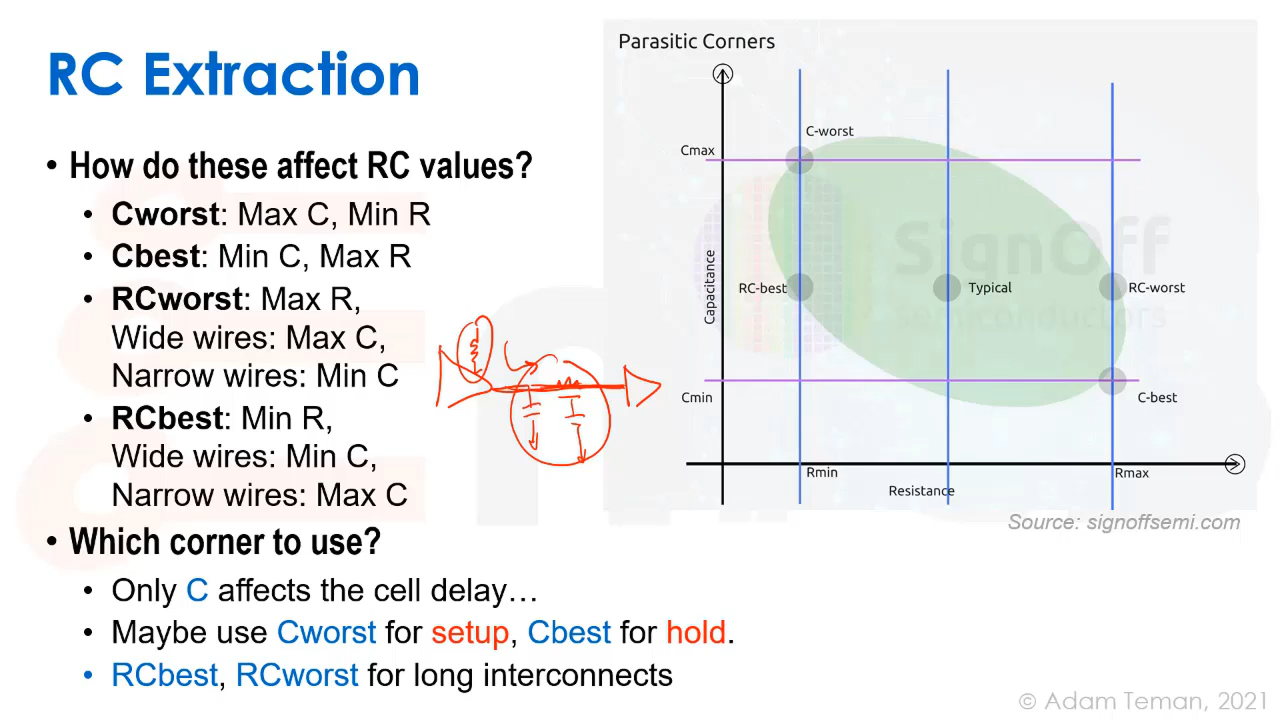 RC Extraction
• How do these affect RC values?
• Cworst: Max C, Min R
• Cbest: Min C, Max R
• RCworst: Max R,
Wide wires: Max C,
Narrow wires: Min C
• RCbest: Min R,
Wide wires: Min C,
Narrow wires: Max C
• Which corner to use?
• Only C affects the cell delay…
• Maybe use Cworst for setup, Cbest for hold.
• RCbest, RCworst for long interconnects
Parasitic Corners
C-worst
Cmax
SignOff
semiconductors
Capacitance
RC-best
Typical
RC-worst
Cmin
C-best
Rmin
Rmax
Resistance
Source: signoffsemi.com
© Adam Teman, 2021